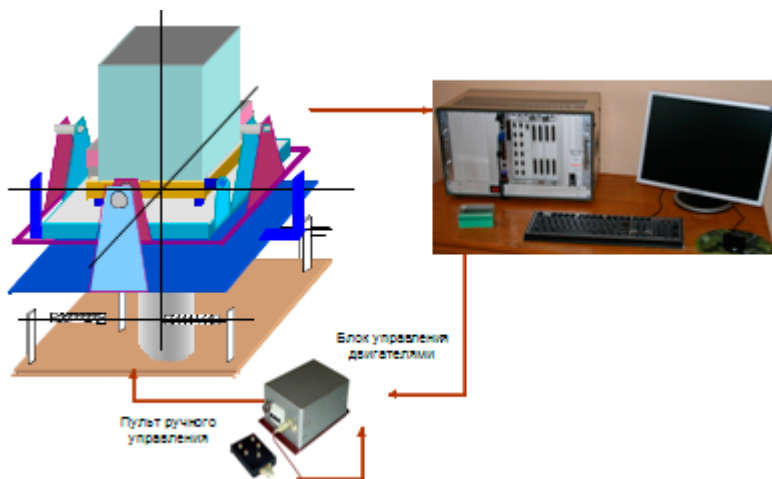 Блок управления
двигателями
Пульт ручного
управления